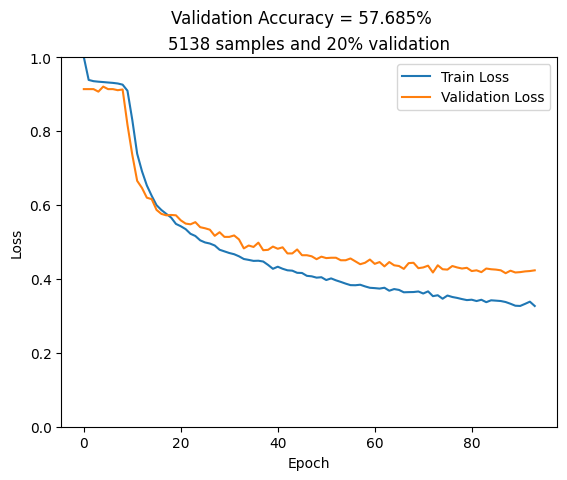 Validation Accuracy = 57.685%
5138 samples and 20% validation
Train Loss
Validation Loss
1.0
0.8
0.6
0.4
0.2
0.0
Loss
0 20 40 60 80
Epoch